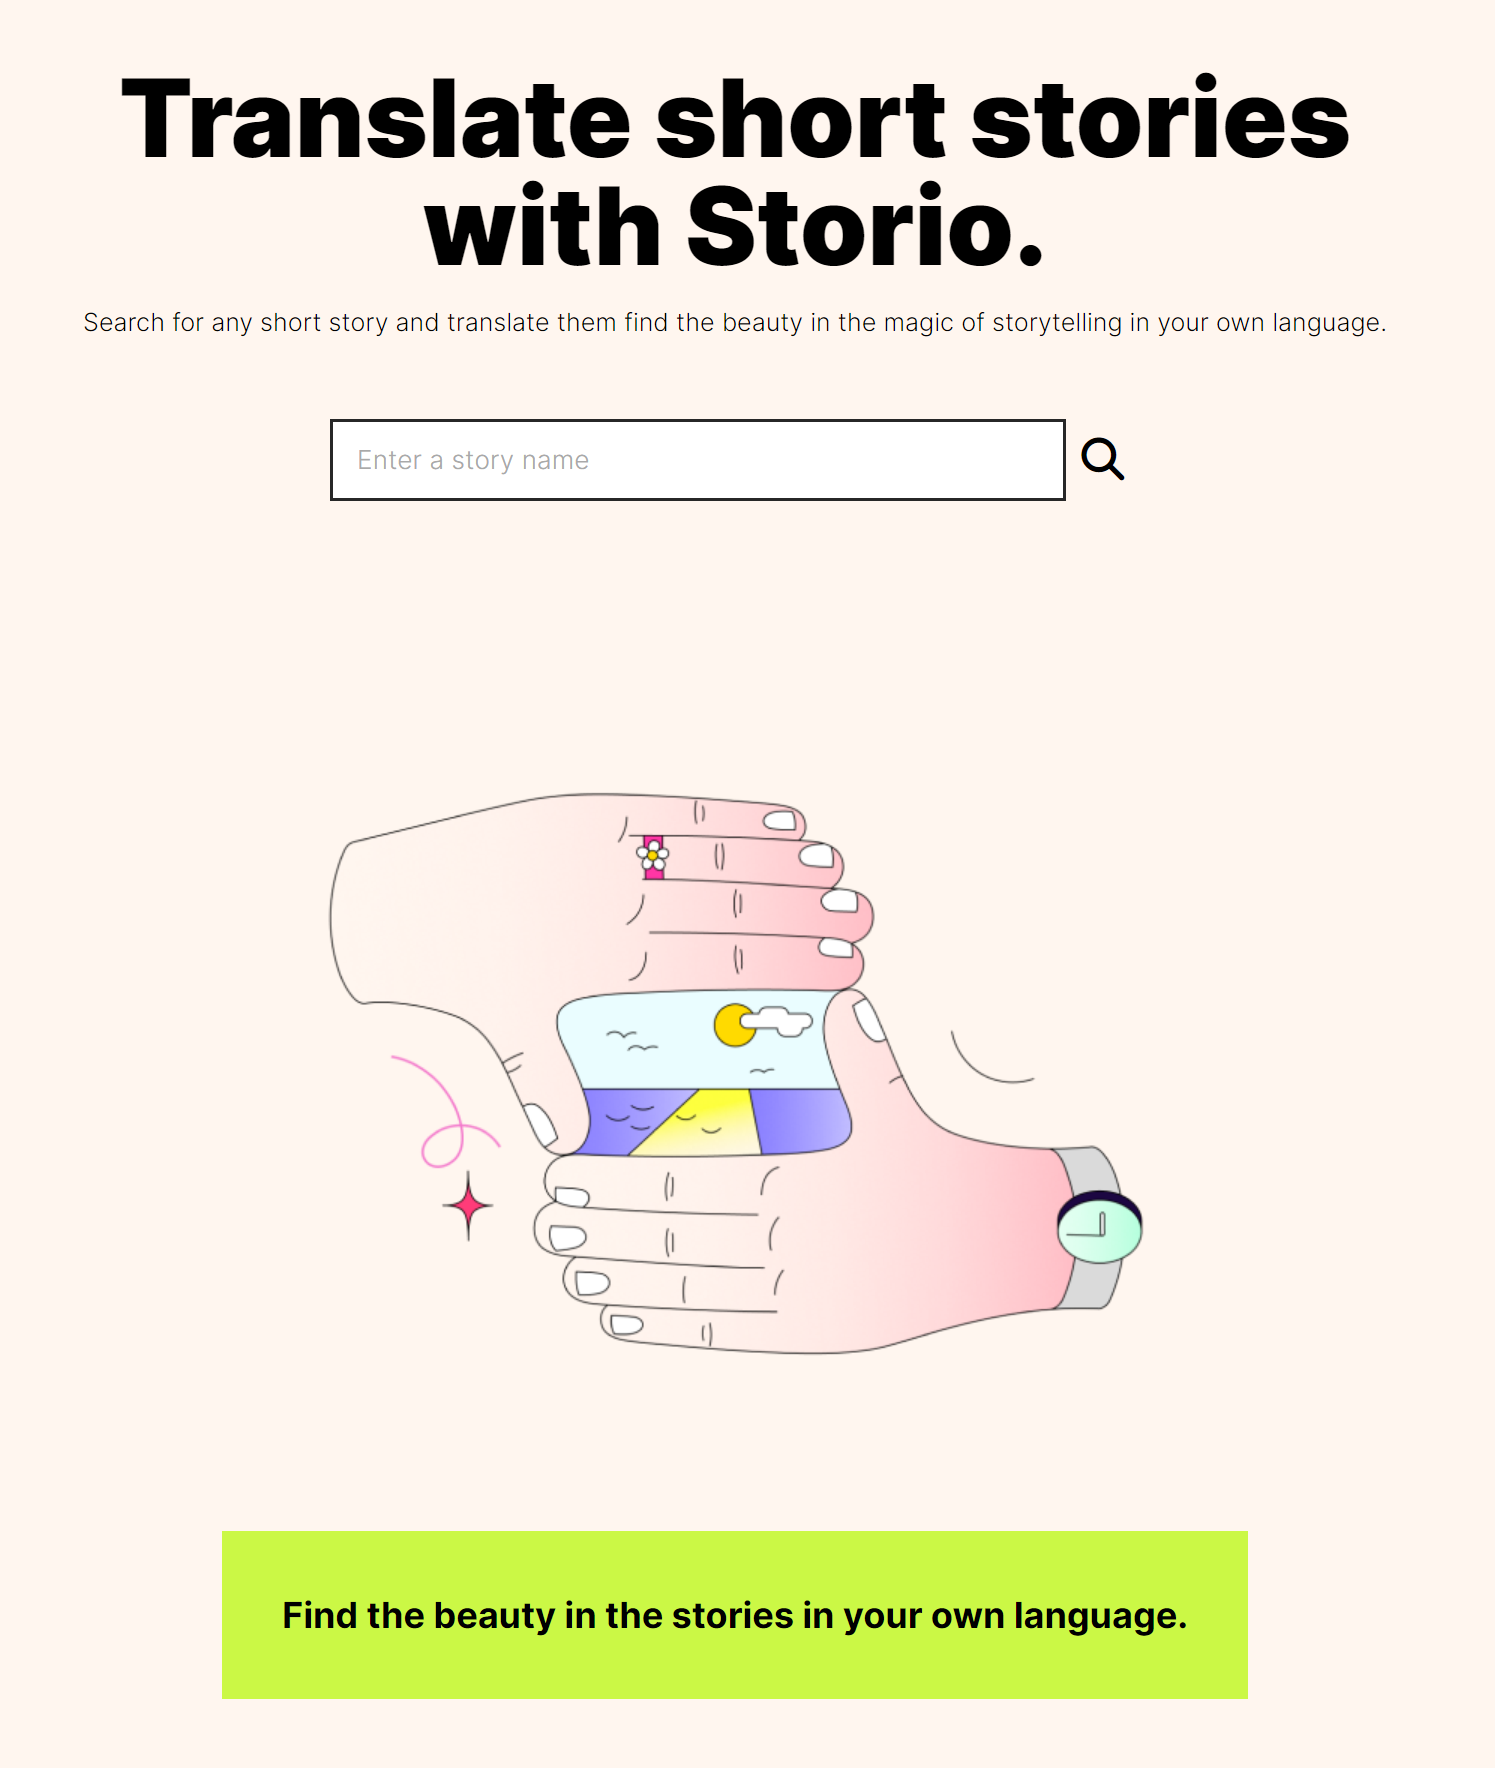 Translate short stories
with Storio.
Search for any short story and translate them find the beauty in the magic of storytelling in your own language.
Enter a story name
Find the beauty in the stories in your own language.